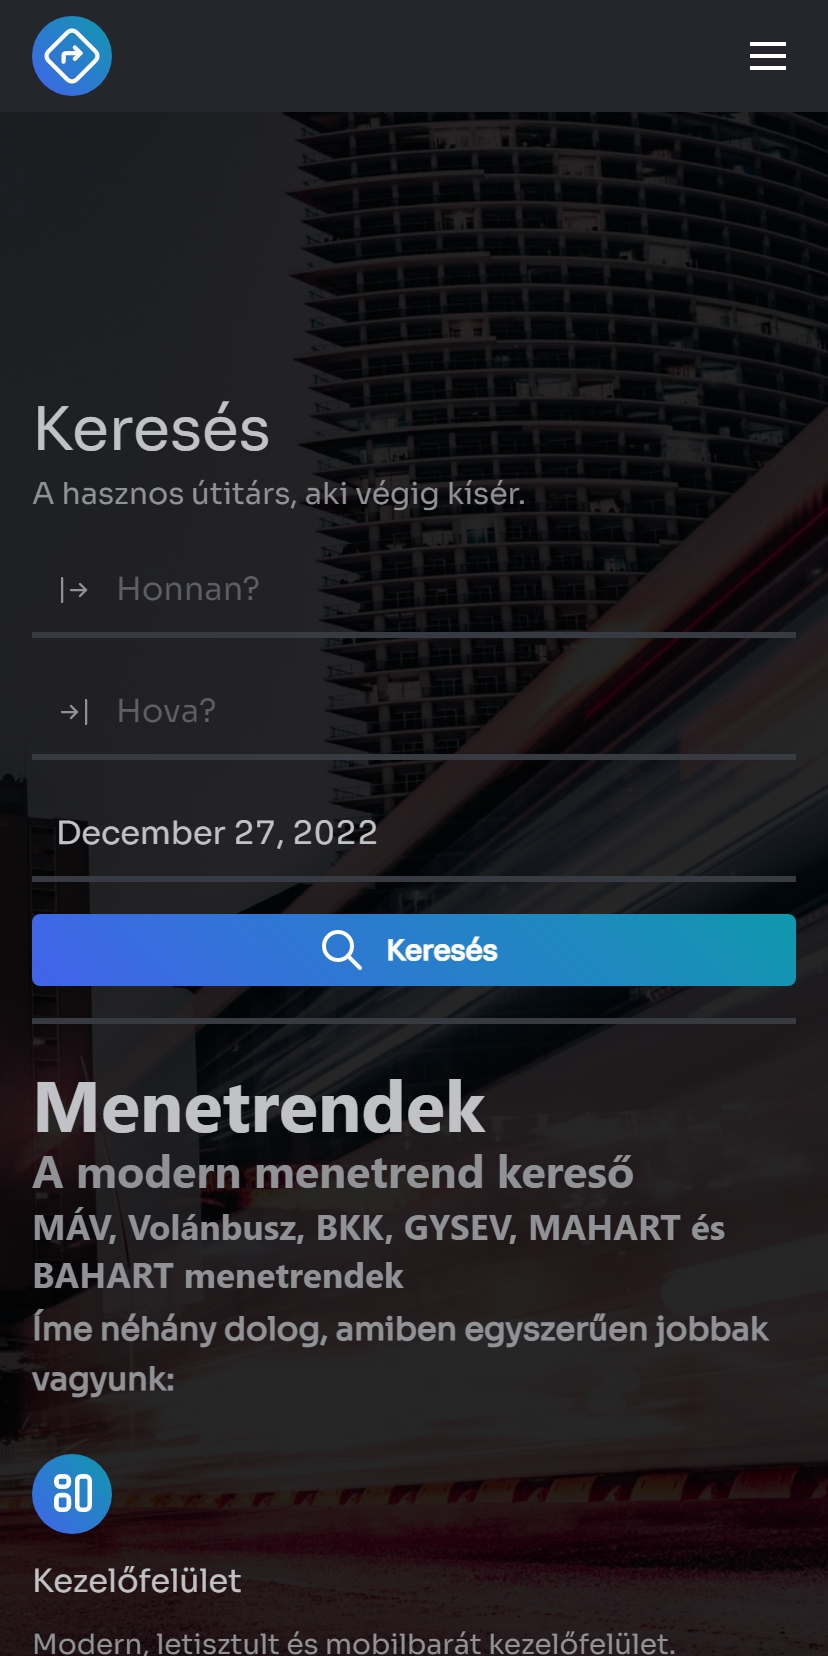 Keresés
A hasznos útitárs, aki végig kísér.
Honnan?
Hova?
December 27, 2022
Keresés
Menetrendek
A modern menetrend kereső
MÁV, Volánbusz, BKK, GYSEV, MAHART és
BAHART menetrendek
Íme néhány dolog, amiben egyszerűen jobbak
vagyunk:
Kezelőfelület
Modern, letisztult és mobilbarát kezelőfelület.